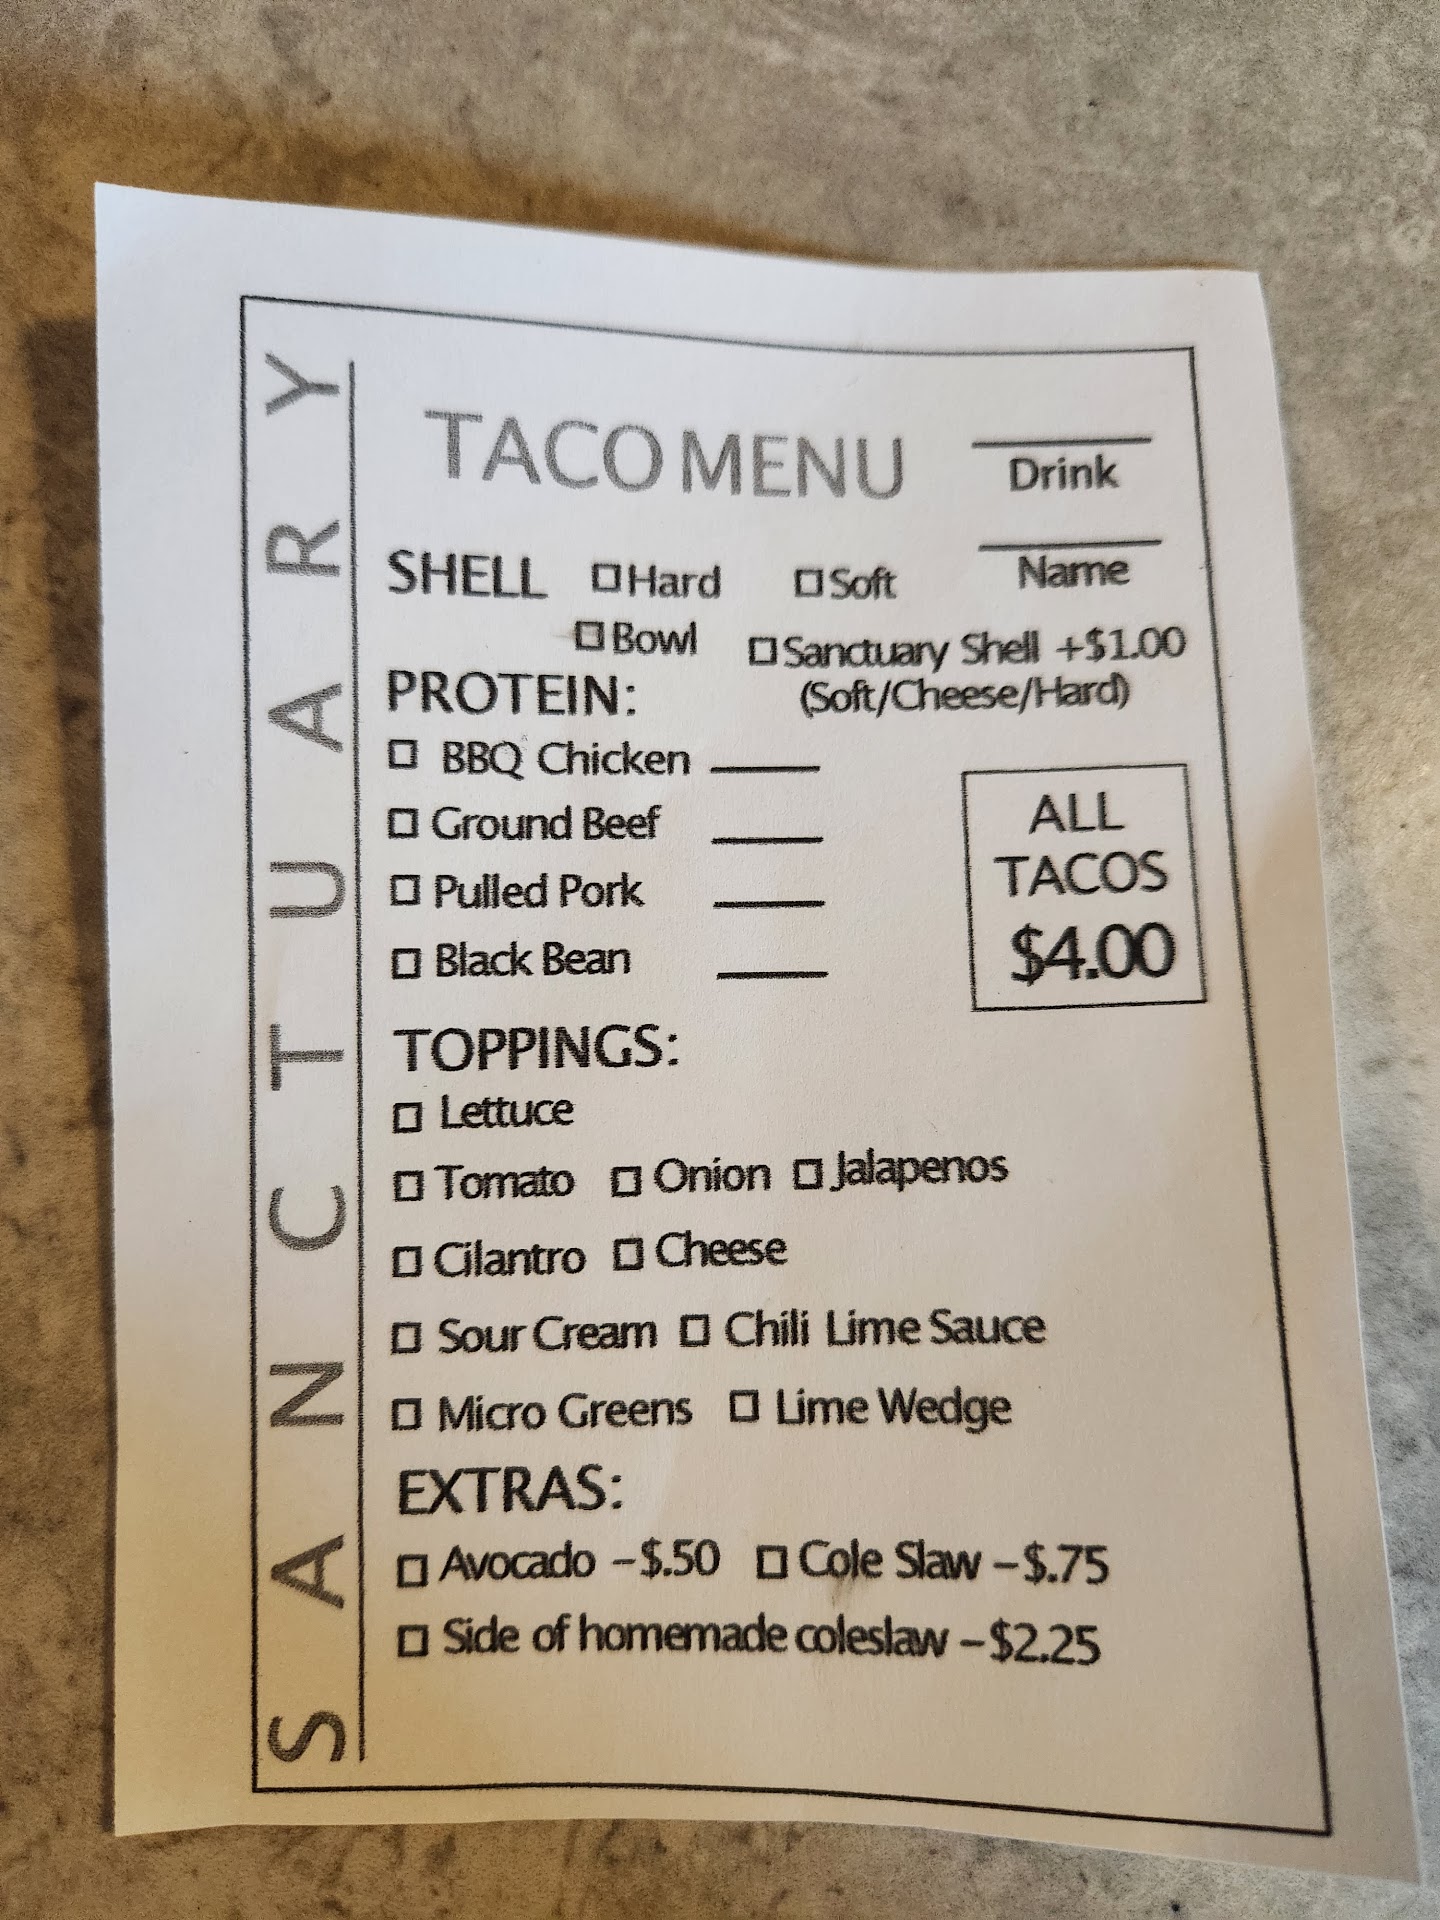 SANCTUARY
TACO MENU
Drink
Name
SHELL Hard Soft
Bowl Sanctuary Shell +$1.00
(Soft/Cheese/Hard)
PROTEIN:
BBQ Chicken
Ground Beef
Pulled Pork
Black Bean
ALL
TACOS
$4.00
TOPPINGS:
Lettuce
Tomato Onion Jalapenos
Cilantro Cheese
Sour Cream Chili Lime Sauce
Micro Greens Lime Wedge
EXTRAS:
Avocado -$.50 Cole Slaw -$.75
Side of homemade coleslaw -$2.25